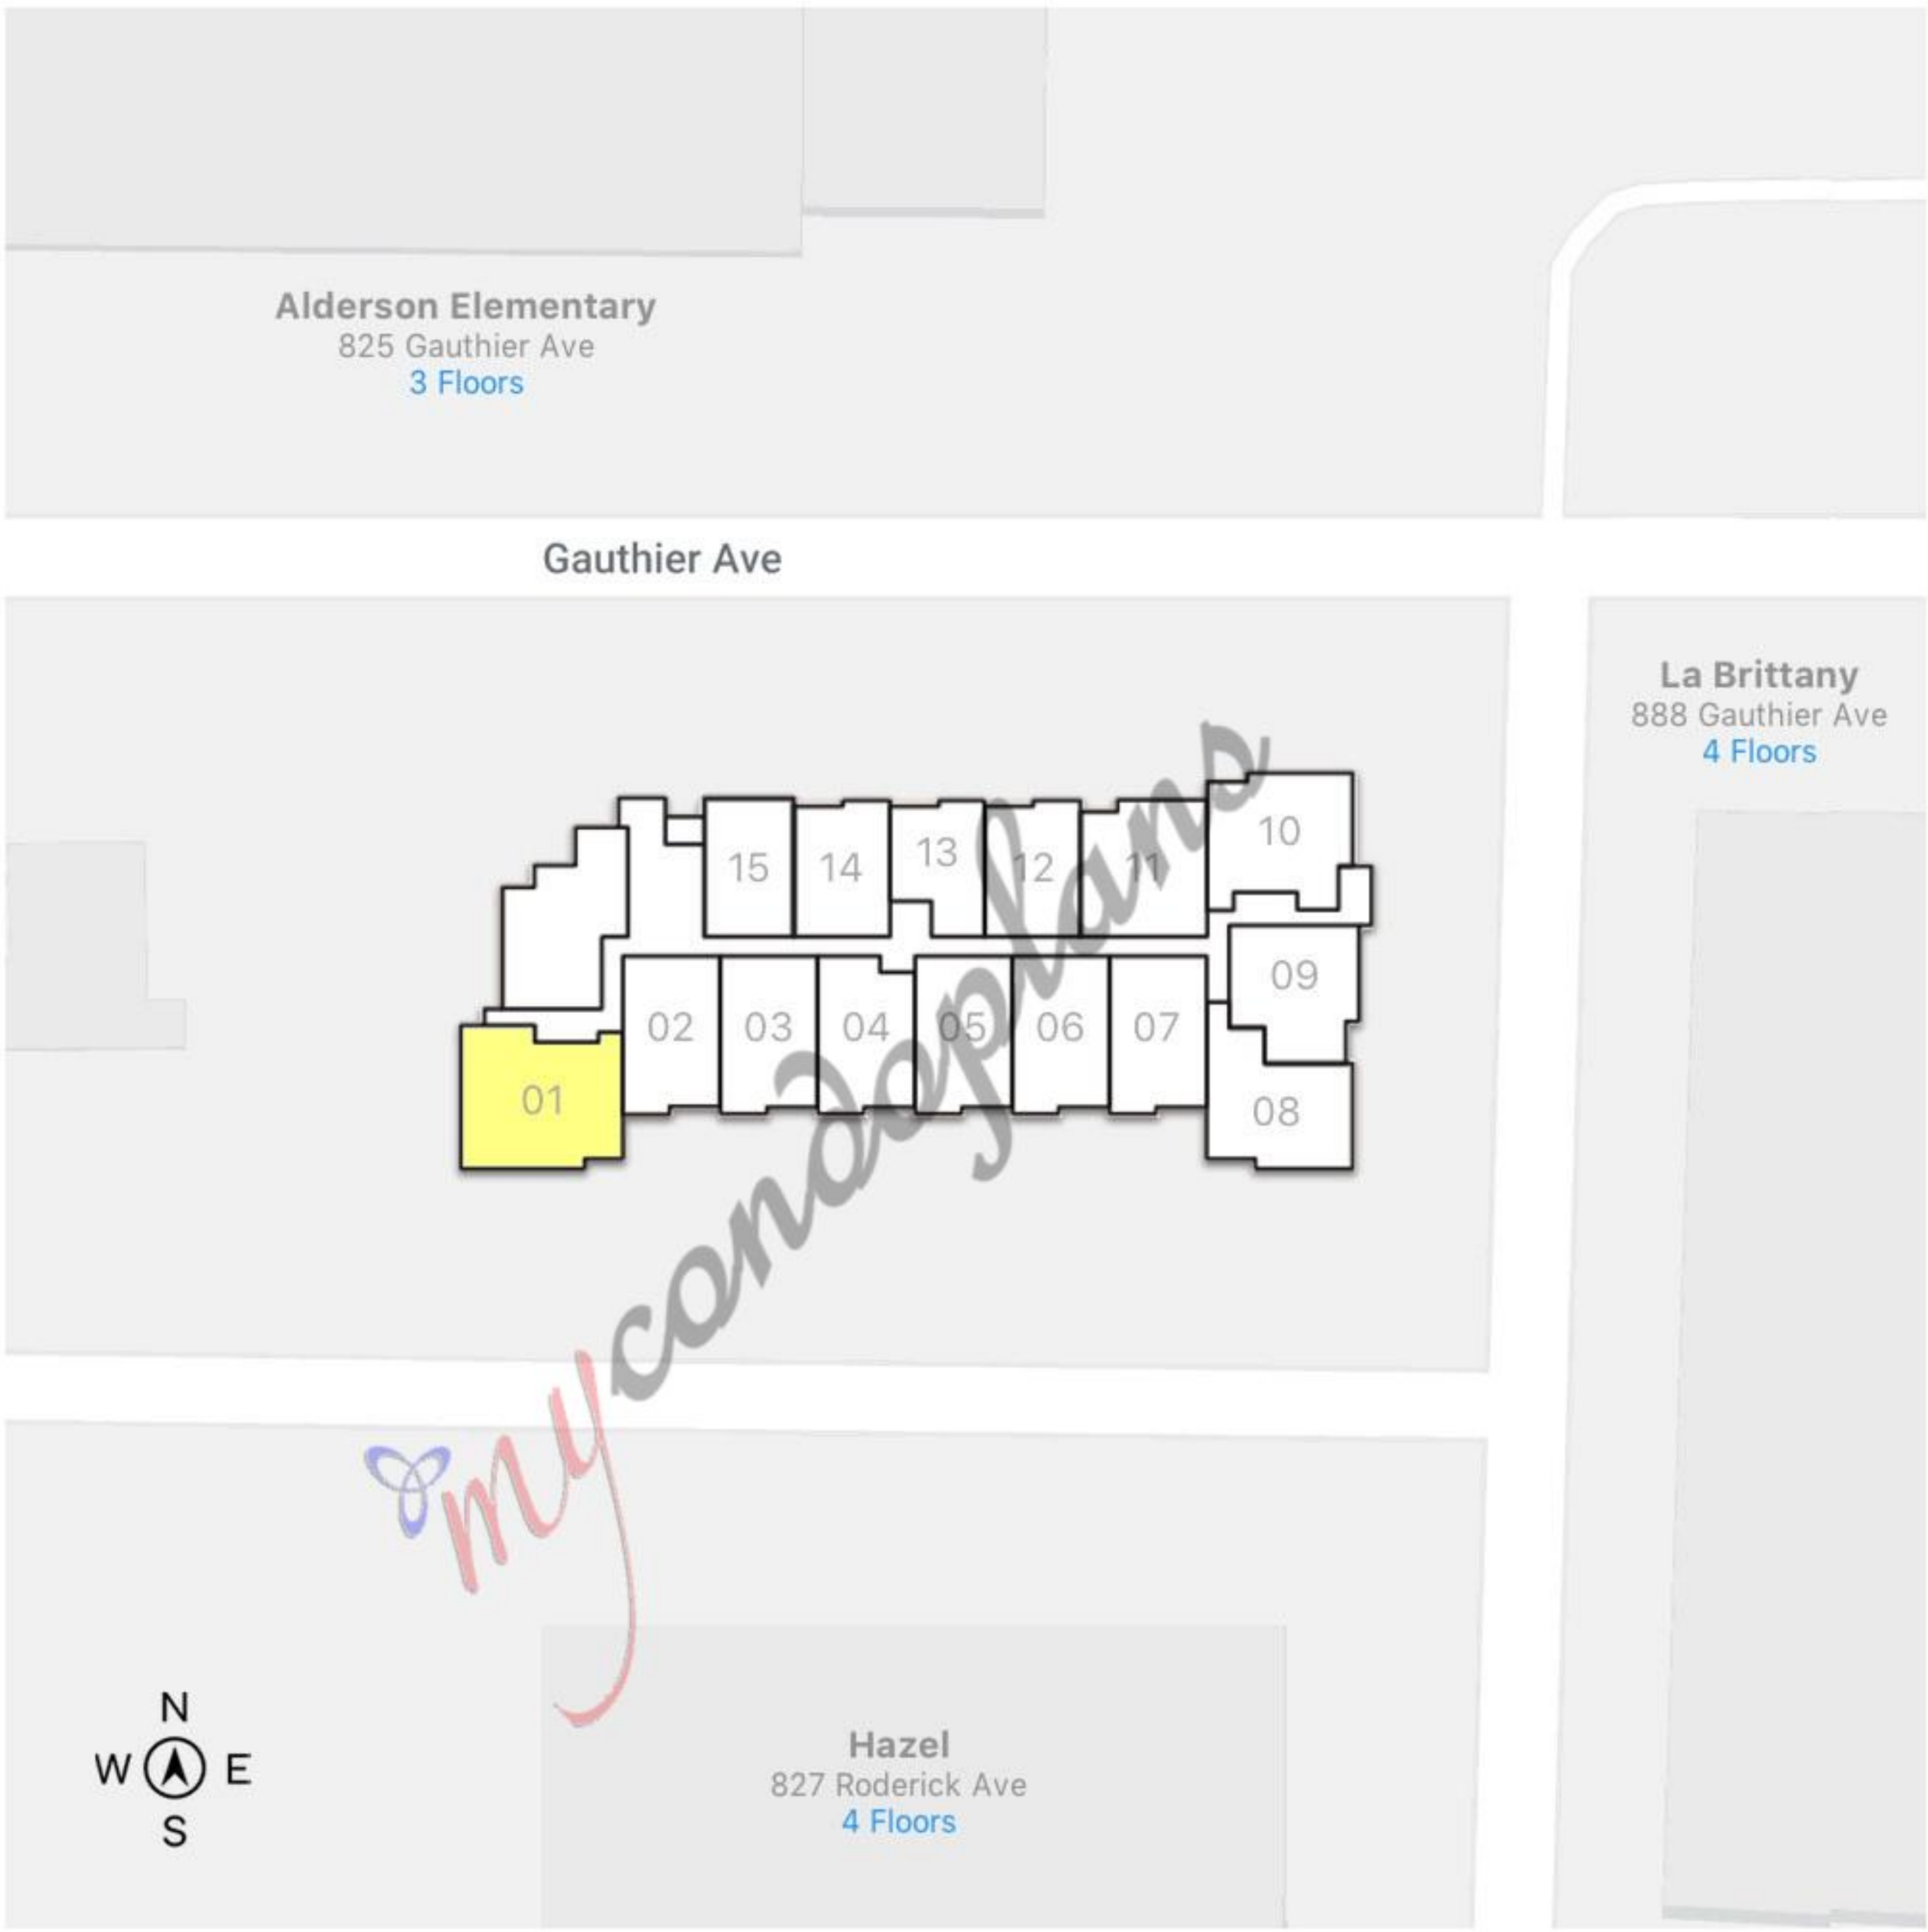 Alderson Elementary
825 Gauthier Ave
3 Floors
Gauthier Ave
La Brittany
888 Gauthier Ave
4 Floors
15
14
13
12
11
10
09
02
03
04
05
06
07
08
01
mycondoplans
Hazel
827 Roderick Ave
4 Floors
N
W E
S